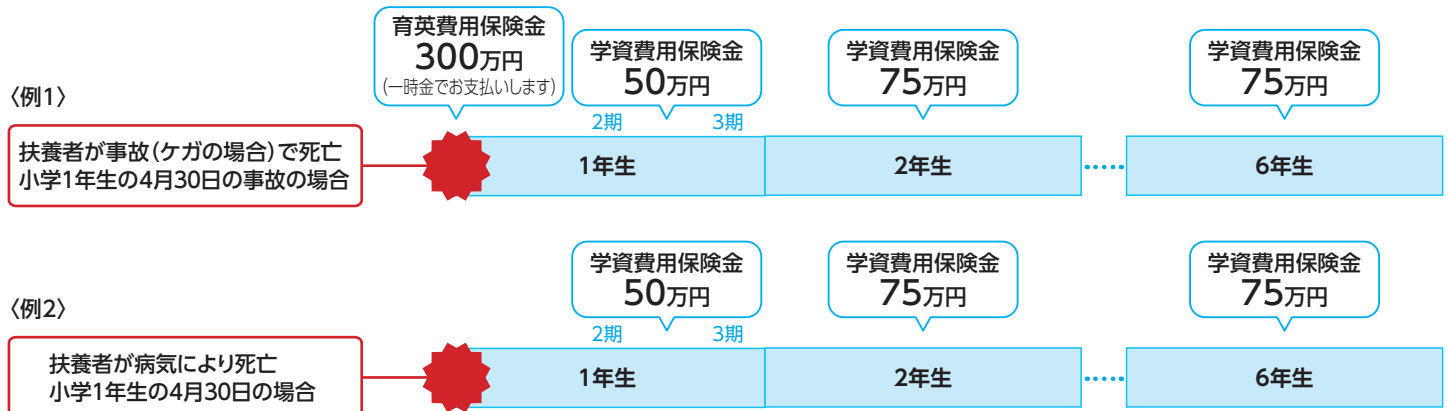 育英費用保険金
300万円
(一時金でお支払いします)
学資費用保険金
50万円
学資費用保険金
75万円
学資費用保険金
75万円
〈例1〉
2期
3期
扶養者が事故(ケガの場合)で死亡
小学1年生の4月30日の事故の場合
1年生
2年生
6年生
学資費用保険金
50万円
学資費用保険金
75万円
学資費用保険金
75万円
〈例2〉
2期
3期
扶養者が病気により死亡
小学1年生の4月30日の場合
1年生
2年生
6年生